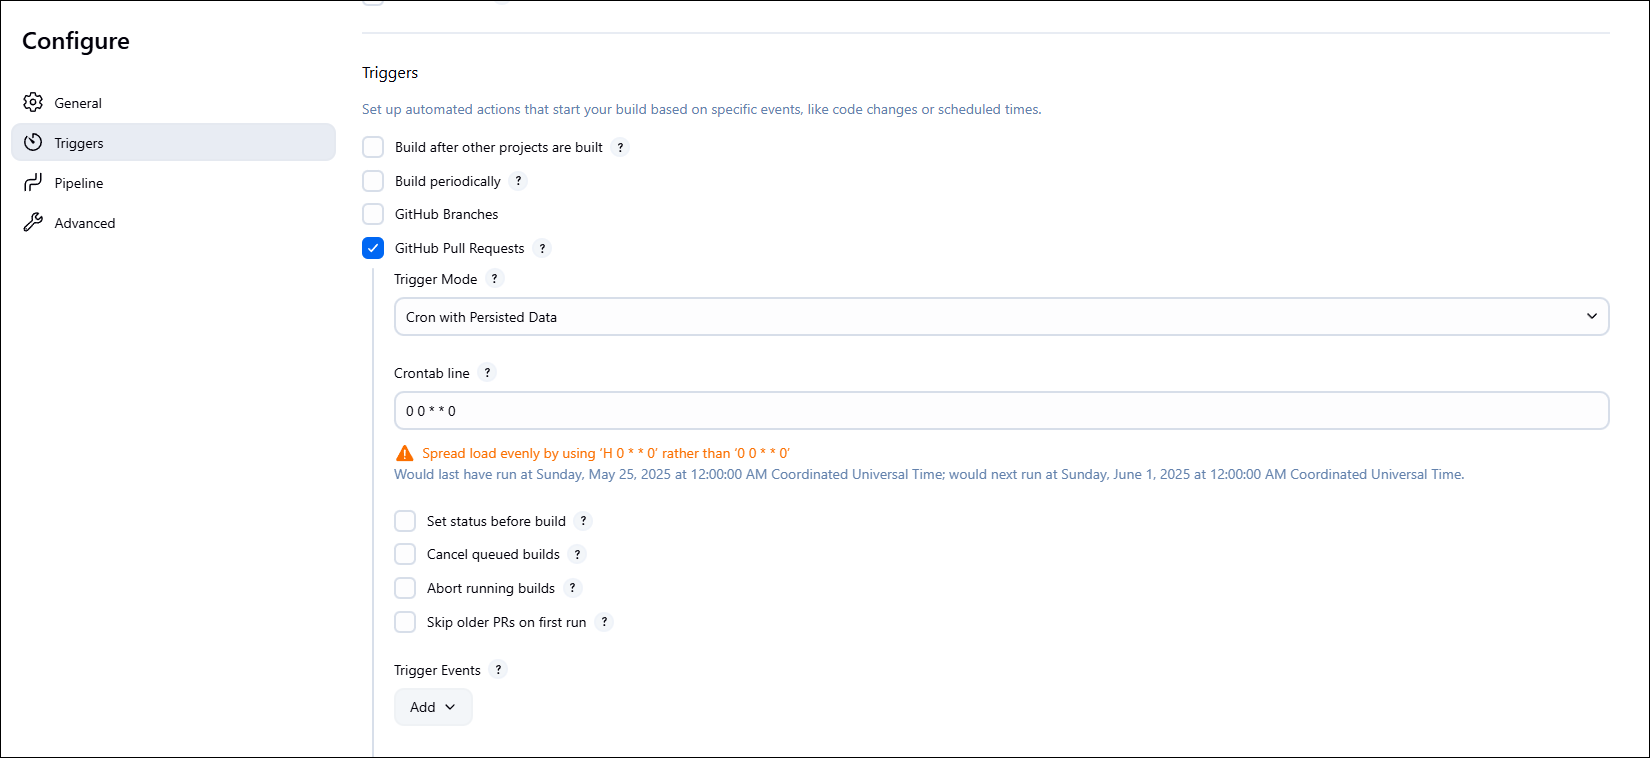 Configure
General
Triggers
Pipeline
Advanced
Triggers
Set up automated actions that start your build based on specific events, like code changes or scheduled times.
Build after other projects are built ?
Build periodically ?
GitHub Branches
GitHub Pull Requests ?
Trigger Mode ?
Cron with Persisted Data
Crontab line ?
0 0 * * 0
Spread load evenly by using ‘H 0 * * 0’ rather than ‘0 0 * * 0’
Would last have run at Sunday, May 25, 2025 at 12:00:00 AM Coordinated Universal Time; would next run at Sunday, June 1, 2025 at 12:00:00 AM Coordinated Universal Time.
Set status before build ?
Cancel queued builds ?
Abort running builds ?
Skip older PRs on first run ?
Trigger Events ?
Add